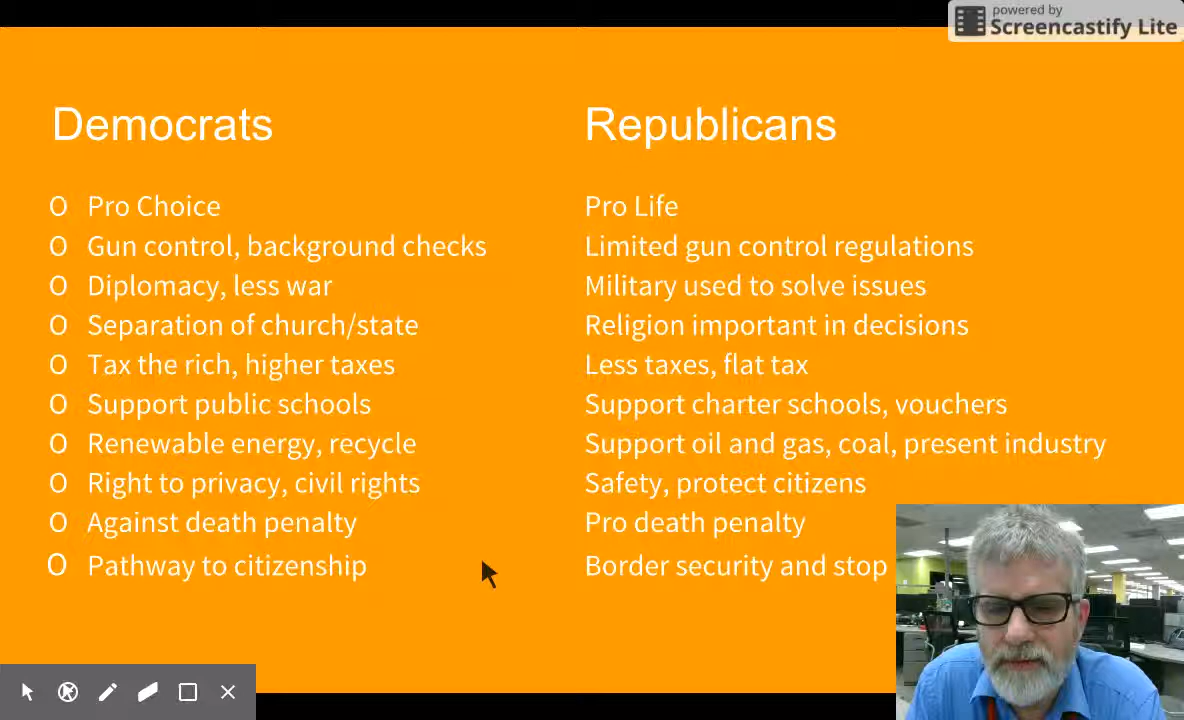 powered by
Screencastify Lite
Democrats
Republicans
O Pro Choice
O Gun control, background checks
O Diplomacy, less war
O Separation of church/state
O Tax the rich, higher taxes
O Support public schools
O Renewable energy, recycle
O Right to privacy, civil rights
O Against death penalty
O Pathway to citizenship
Pro Life
Limited gun control regulations
Military used to solve issues
Religion important in decisions
Less taxes, flat tax
Support charter schools, vouchers
Support oil and gas, coal, present industry
Safety, protect citizens
Pro death penalty
Border security and stop